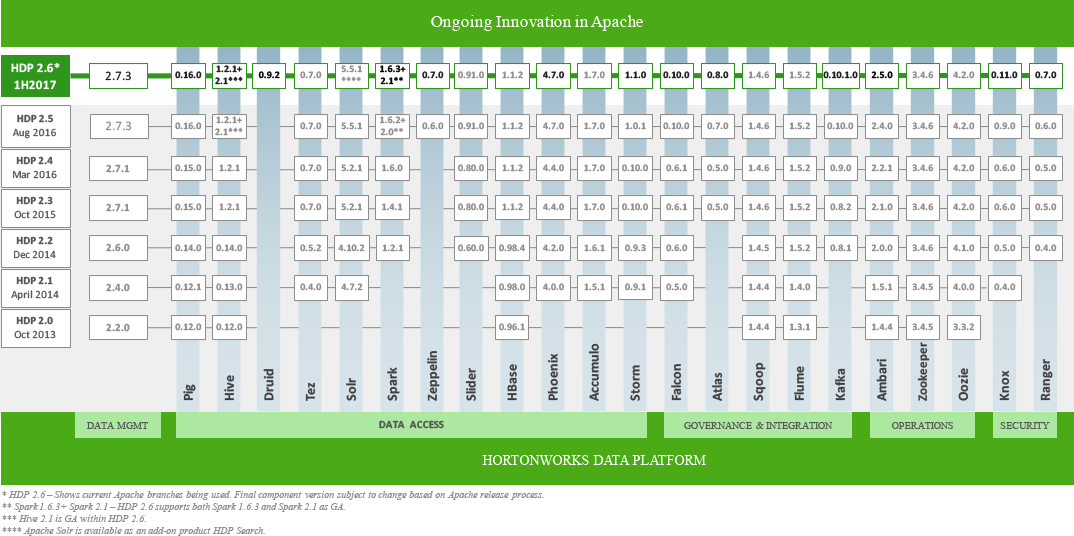 Ongoing Innovation in Apache
HDP 2.6*
1H2017
2.7.3 0.16.0 1.2.1+ 2.1*** 0.9.2 0.7.0 5.5.1 **** 1.6.3+ 2.1** 0.7.0 0.91.0 1.1.2 4.7.0 1.7.0 1.1.0 0.10.0 0.8.0 1.4.6 1.5.2 0.10.1.0 2.5.0 3.4.6 4.2.0 0.11.0 0.7.0
HDP 2.5
Aug 2016
2.7.3 0.16.0 1.2.1+ 2.1*** 0.7.0 5.5.1 1.6.2+ 2.0** 0.6.0 0.91.0 1.1.2 4.7.0 1.7.0 1.0.1 0.10.0 0.7.0 1.4.6 1.5.2 0.10.0 2.4.0 3.4.6 4.2.0 0.9.0 0.6.0
HDP 2.4
Mar 2016
2.7.1 0.15.0 1.2.1 0.7.0 5.2.1 1.6.0 0.80.0 1.1.2 4.4.0 1.7.0 0.10.0 0.6.1 0.5.0 1.4.6 1.5.2 0.9.0 2.2.1 3.4.6 4.2.0 0.6.0 0.5.0
HDP 2.3
Oct 2015
2.7.1 0.15.0 1.2.1 0.7.0 5.2.1 1.4.1 0.80.0 1.1.2 4.4.0 1.7.0 0.10.0 0.6.1 0.5.0 1.4.6 1.5.2 0.8.2 2.1.0 3.4.6 4.2.0 0.6.0 0.5.0
HDP 2.2
Dec 2014
2.6.0 0.14.0 0.14.0 0.5.2 4.10.2 1.2.1 0.60.0 0.98.4 4.2.0 1.6.1 0.9.3 0.6.0 1.4.5 1.5.2 0.8.1 2.0.0 3.4.6 4.1.0 0.5.0 0.4.0
HDP 2.1
April 2014
2.4.0 0.12.1 0.13.0 0.4.0 4.7.2 0.98.0 4.0.0 1.5.1 0.9.1 0.5.0 1.4.4 1.4.0 1.5.1 3.4.5 4.0.0 0.4.0
HDP 2.0
Oct 2013
2.2.0 0.12.0 0.12.0 0.96.1 1.4.4 1.3.1 1.4.4 3.4.5 3.3.2
Pig Hive Druid Tez Solr Spark Zeppelin Slider HBase Phoenix Accumulo Storm Falcon Atlas Sqoop Flume Kafka Ambari Zookeeper Oozie Knox Ranger
DATA MGMT DATA ACCESS GOVERNANCE & INTEGRATION OPERATIONS SECURITY
HORTONWORKS DATA PLATFORM
* HDP 2.6 – Shows current Apache branches being used. Final component version subject to change based on Apache release process.
** Spark 1.6.3+ Spark 2.1 – HDP 2.6 supports both Spark 1.6.3 and Spark 2.1 as GA.
*** Hive 2.1 is GA within HDP 2.6.
**** Apache Solr is available as an add-on product HDP Search.